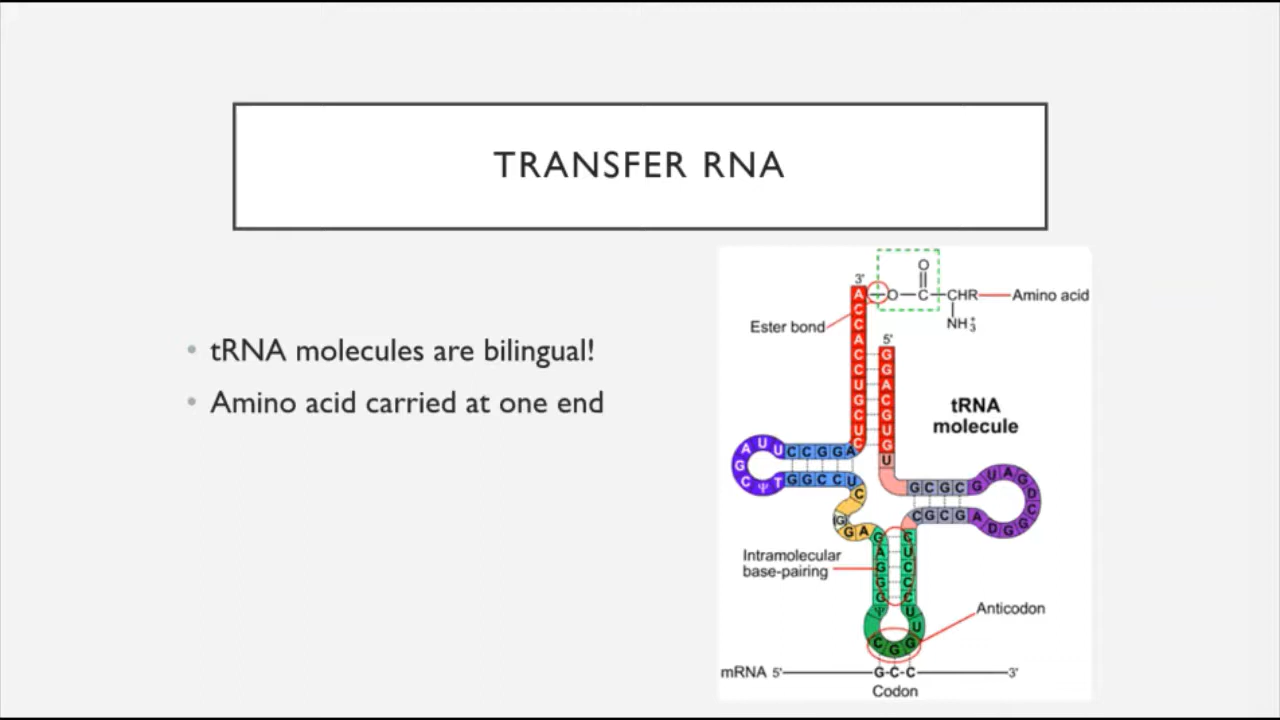 TRANSFER RNA
• tRNA molecules are bilingual!
• Amino acid carried at one end
O
3'
A O C CHR Amino acid
NH3+
Ester bond
C
C
A
C
C
U
G
C
U
C
5'
G
G
A
C
G
U
G
U
tRNA
molecule
G A U U C C G G A
C Ψ T G G C C U
C
G
G A
G C G C G U A G D C G G D A G C G C
G
A
G
G
G
Ψ
C
U
C
C
C
U
U
Intramolecular
base-pairing
Anticodon
C G G
mRNA 5' G-C-C 3'
Codon